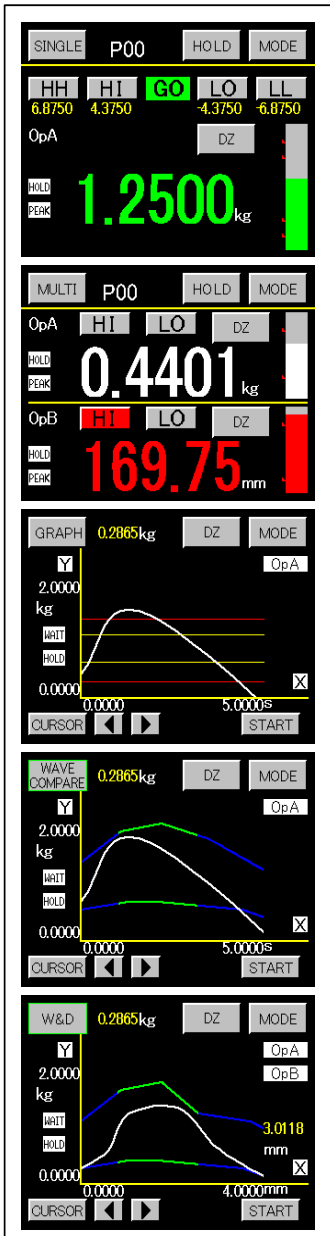 SINGLE P00 HOLD MODE
HH HI GO LO LL
6.8750 4.3750 -4.3750 -6.8750
OpA DZ
HOLD
PEAK
1.2500kg
MULTI P00 HOLD MODE
OpA HI LO DZ
HOLD
PEAK
0.4401 kg
OpB HI LO DZ
HOLD
PEAK
169.75mm
GRAPH 0.2865kg DZ MODE
Y OpA
2.0000
kg
WAIT
HOLD
0.0000 X
0.0000 5.0000s
CURSOR START
WAVE COMPARE 0.2865kg DZ MODE
Y OpA
2.0000
kg
WAIT
HOLD
0.0000 X
0.0000 5.0000s
CURSOR START
W&D 0.2865kg DZ MODE
Y OpA
2.0000 OpB
kg
WAIT 3.0118
HOLD mm
0.0000 X
0.0000 4.0000mm
CURSOR START